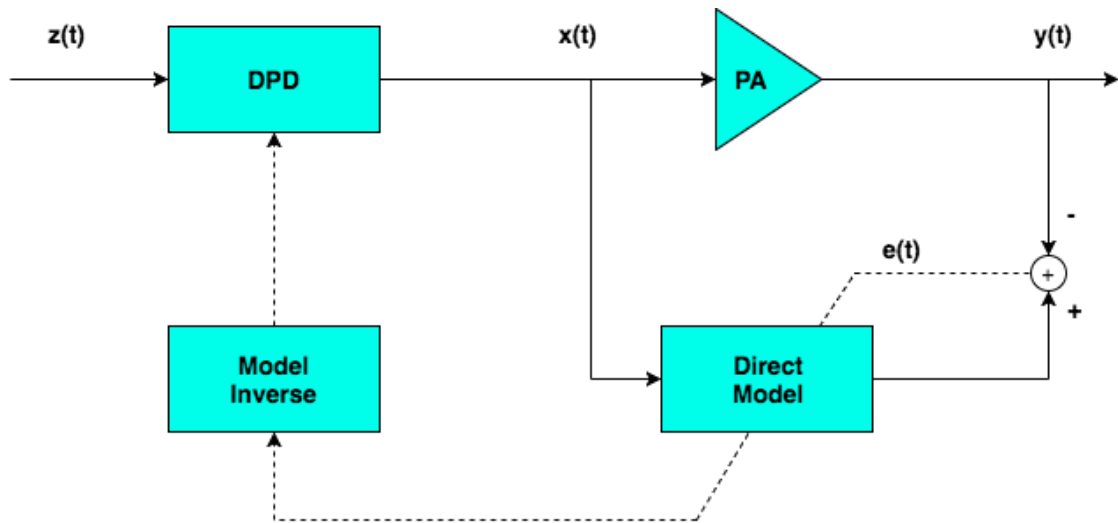 z(t)
x(t)
y(t)
DPD
PA
-
e(t)
+
+
Model
Inverse
Direct
Model